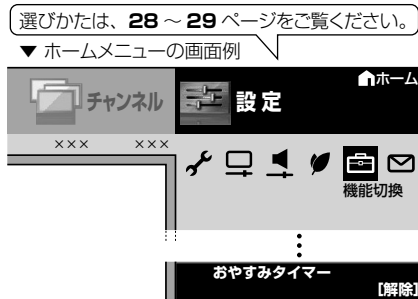 選びかたは、28 ～ 29 ページをご覧ください。
▼ ホームメニューの画面例
チャンネル
設定
ホーム
××× ×××
機能切換
おやすみタイマー
[解除]